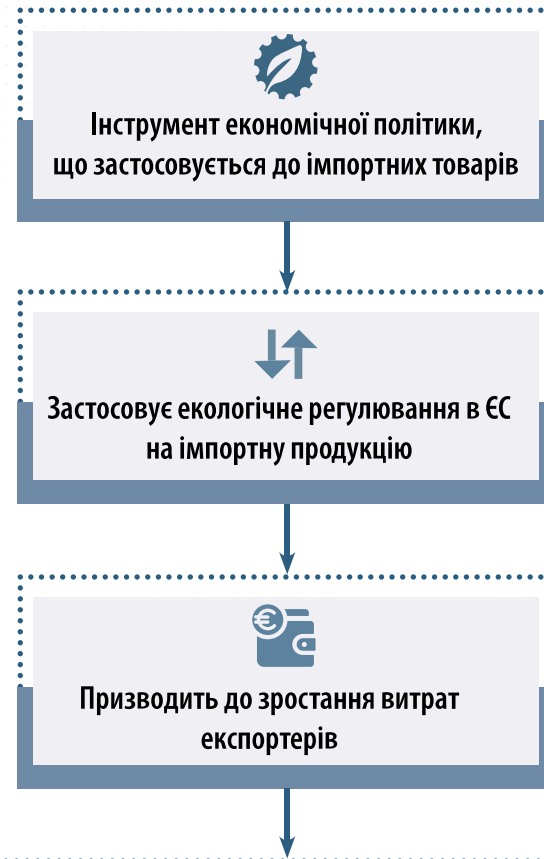 Інструмент економічної політики,
що застосовується до імпортних товарів
Застосовує екологічне регулювання в ЄС
на імпортну продукцію
€
Призводить до зростання витрат
експортерів